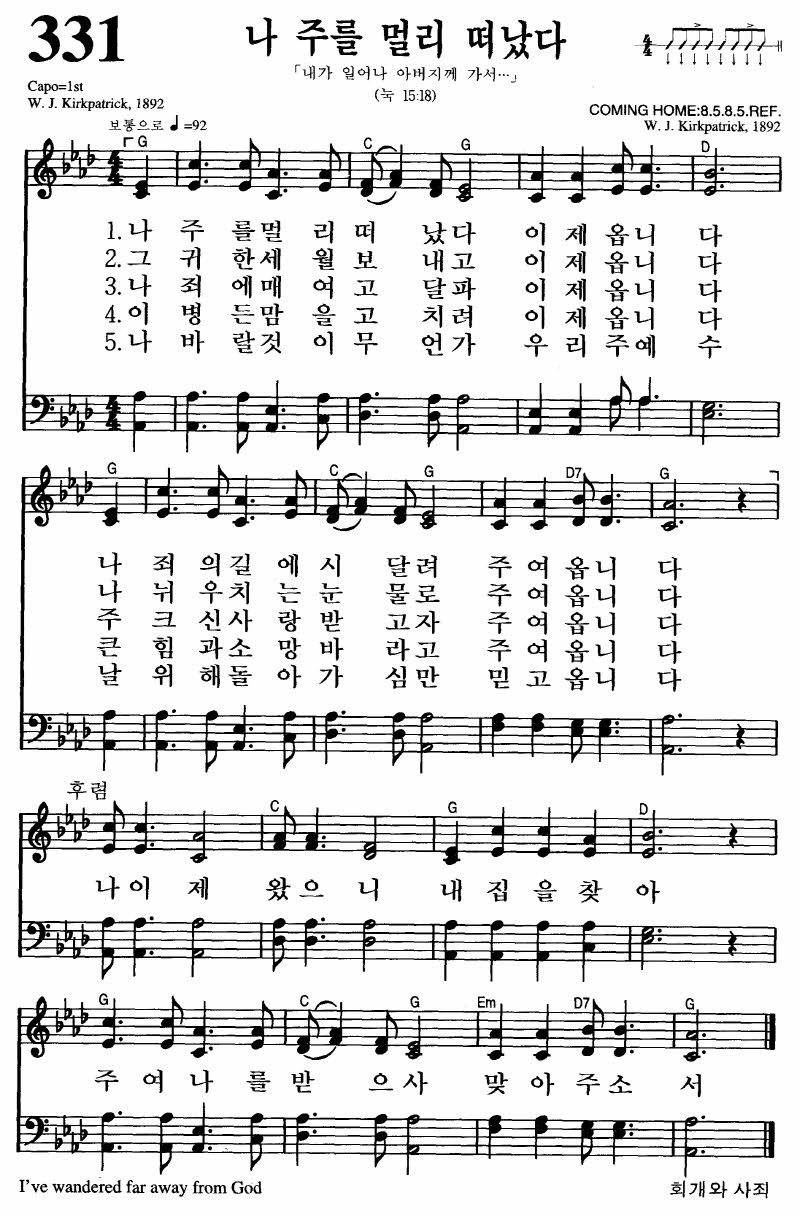 331
나 주를 멀리 떠났다
「내가 일어나 아버지께 가서…」
(눅 15:18)
Capo=1st
W. J. Kirkpatrick, 1892
COMING HOME:8.5.8.5.REF.
W. J. Kirkpatrick, 1892
보통으로 ♩=92
4/4
G C G D
1.나 주 를멀 리떠 났다 이 제 옵니 다
2.그 귀 한세 월보 내고 이 제 옵니 다
3.나 죄 에매 여고 달파 이 제 옵니 다
4.이 병 든맘 을고 치려 이 제 옵니 다
5.나 바 랄것 이무 언가 우 리 주예 수
G C G D7 G
나 죄 의길 에시 달려 주 여 옵니 다
나 뉘 우치 는눈 물로 주 여 옵니 다
주 크 신사 랑받 고자 주 여 옵니 다
큰 힘 과소 망바 라고 주 여 옵니 다
날 위 해돌 아가 심만 믿 고 옵니 다
후렴
C G D
나이 제 왔으 니 내 집 을찾 아
G C G Em D7 G
주 여나 를받 으사 맞 아 주소 서
I've wandered far away from God
회개와 사죄